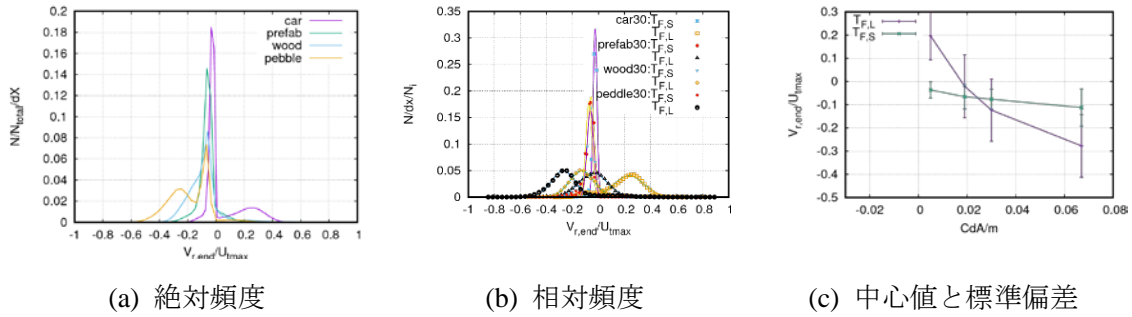 car
prefab
wood
pebble
N/N_total/dX
0.2
0.18
0.16
0.14
0.12
0.1
0.08
0.06
0.04
0.02
0
-1 -0.8 -0.6 -0.4 -0.2 0 0.2 0.4 0.6 0.8 1
V_r,end/U_tmax
(a) 絶対頻度
car30:T_F,S
T_F,L
prefab30:T_F,S
T_F,L
wood30:T_F,S
T_F,L
peddle30:T_F,S
T_F,L
N/dx/N_i
0.35
0.3
0.25
0.2
0.15
0.1
0.05
0
-1 -0.8 -0.6 -0.4 -0.2 0 0.2 0.4 0.6 0.8 1
V_r,end/U_tmax
(b) 相対頻度
T_F,L
T_F,S
V_r,end/U_tmax
0.3
0.2
0.1
0
-0.1
-0.2
-0.3
-0.4
-0.5
-0.02 0 0.02 0.04 0.06 0.08
CdA/m
(c) 中心値と標準偏差